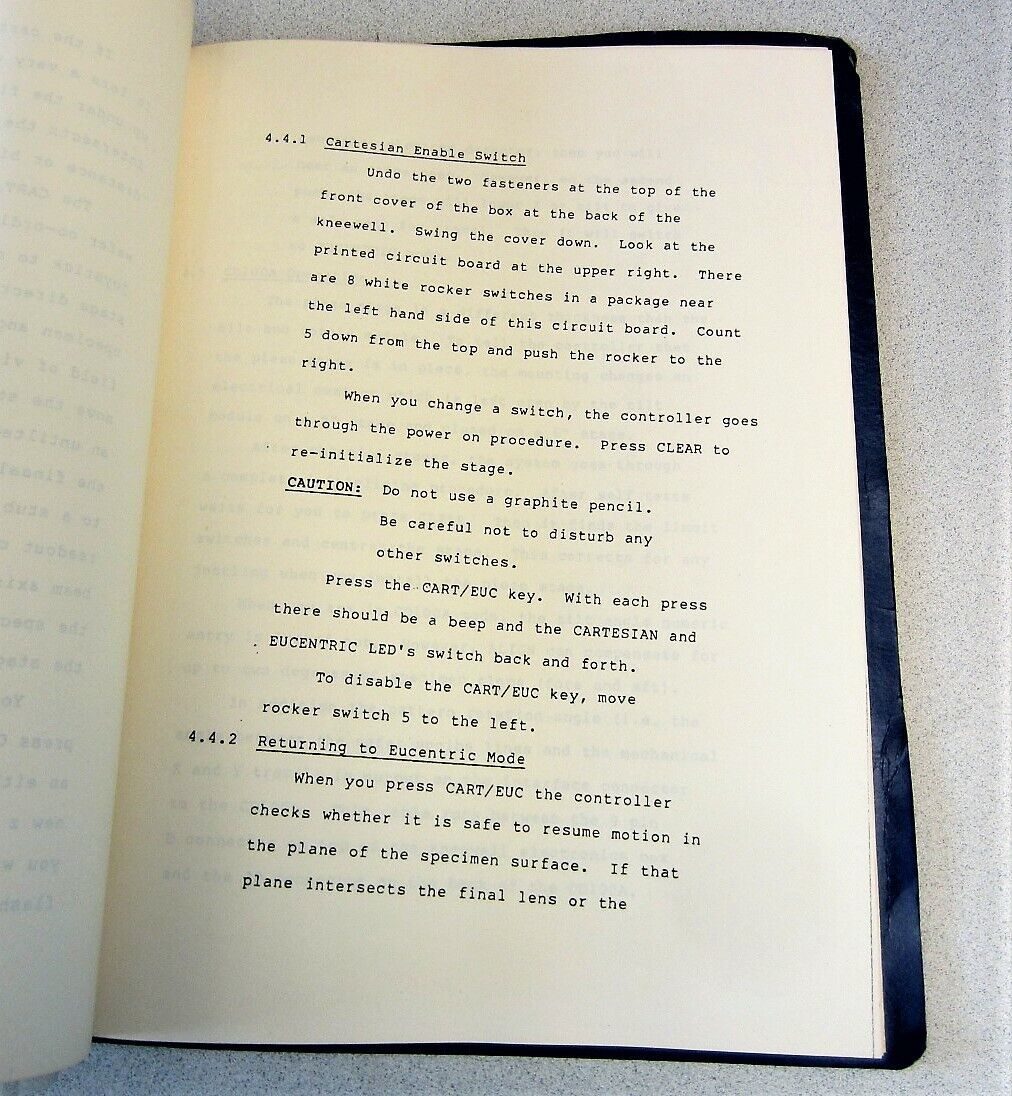 4.4.1 Cartesian Enable Switch
Undo the two fasteners at the top of the
front cover of the box at the back of the
kneewell. Swing the cover down. Look at the
printed circuit board at the upper right. There
are 8 white rocker switches in a package near
the left hand side of this circuit board. Count
5 down from the top and push the rocker to the
right.
When you change a switch, the controller goes
through the power on procedure. Press CLEAR to
re-initialize the stage.
CAUTION: Do not use a graphite pencil.
Be careful not to disturb any
other switches.
Press the CART/EUC key. With each press
there should be a beep and the CARTESIAN and
EUCENTRIC LED's switch back and forth.
To disable the CART/EUC key, move
rocker switch 5 to the left.
4.4.2 Returning to Eucentric Mode
When you press CART/EUC the controller
checks whether it is safe to resume motion in
the plane of the specimen surface. If that
plane intersects the final lens or the